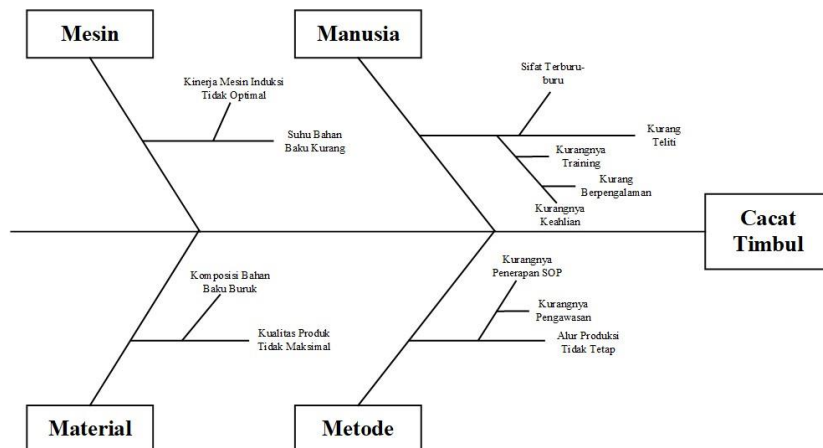 Mesin
Manusia
Kinerja Mesin Induksi
Tidak Optimal
Suhu Bahan
Baku Kurang
Sifat Terburu-
buru
Kurang
Teliti
Kurangnya
Training
Kurang
Berpengalaman
Kurangnya
Keahlian
Cacat
Timbul
Komposisi Bahan
Baku Buruk
Kualitas Produk
Tidak Maksimal
Kurangnya
Penerapan SOP
Kurangnya
Pengawasan
Alur Produksi
Tidak Tetap
Material
Metode